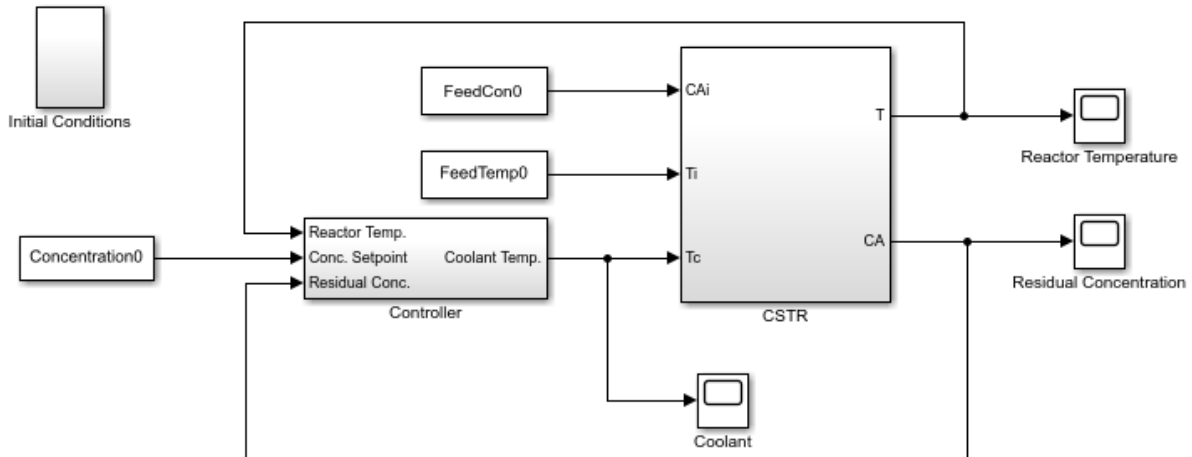 Initial Conditions
FeedCon0
FeedTemp0
Concentration0
Reactor Temp.
Conc. Setpoint
Residual Conc.
Coolant Temp.
Controller
CAi
Ti
Tc
T
CA
CSTR
Reactor Temperature
Residual Concentration
Coolant